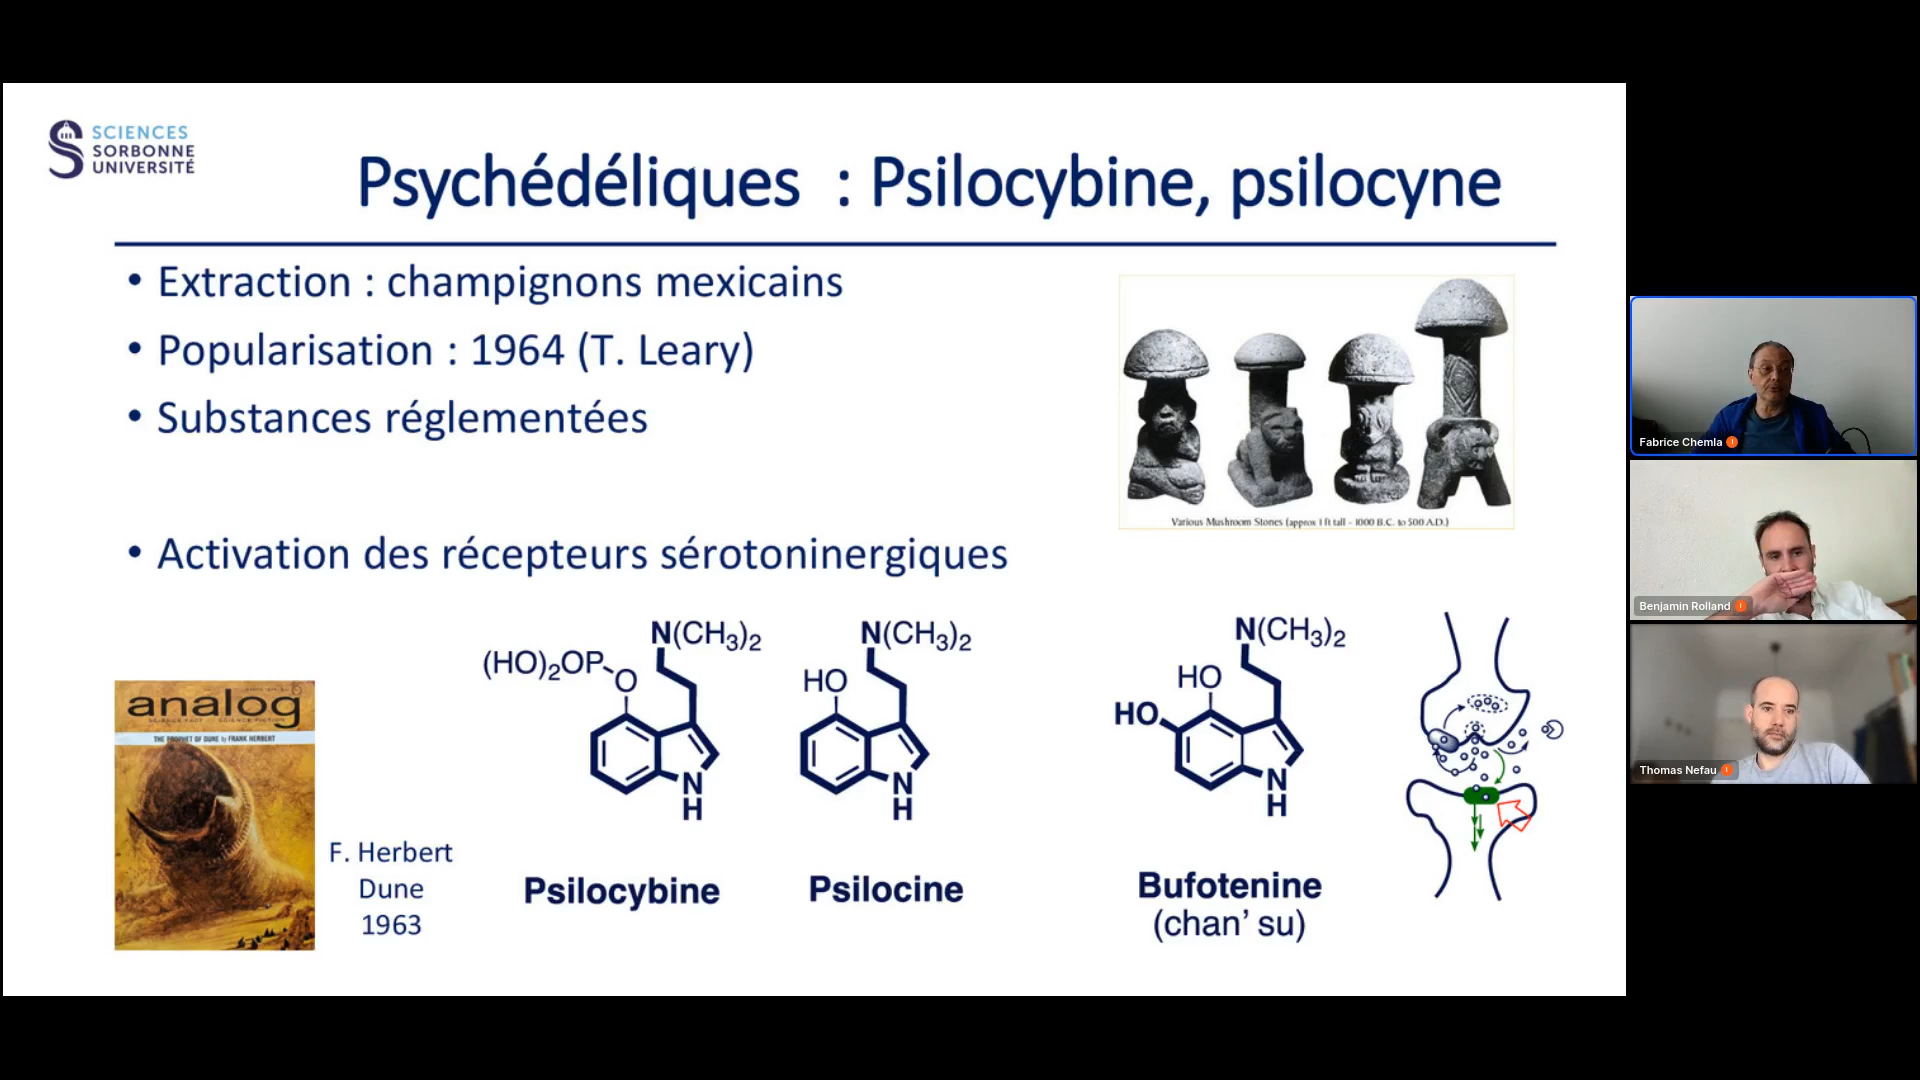 SCIENCES
SORBONNE
UNIVERSITÉ
Psychédéliques : Psilocybine, psilocyne
• Extraction : champignons mexicains
• Popularisation : 1964 (T. Leary)
• Substances réglementées
Various Mushroom Stones (approx 1 ft tall - 1000 B.C. to 500 A.D.)
• Activation des récepteurs sérotoninergiques
analog
SCIENCE FACT SCIENCE FICTION
THE PROPHET OF DUNE by FRANK HERBERT
F. Herbert
Dune
1963
N(CH3)2
(HO)2OP
O
N
H
Psilocybine
N(CH3)2
HO
N
H
Psilocine
N(CH3)2
HO
HO
N
H
Bufotenine
(chan’ su)
Fabrice Chemla
Benjamin Rolland
Thomas Nefau